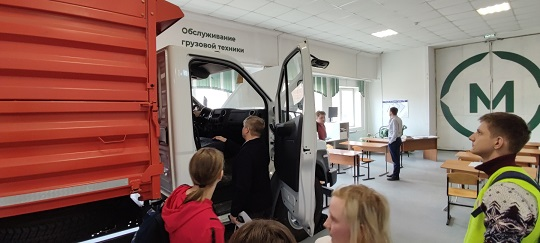 Обслуживание
грузовой техники
М